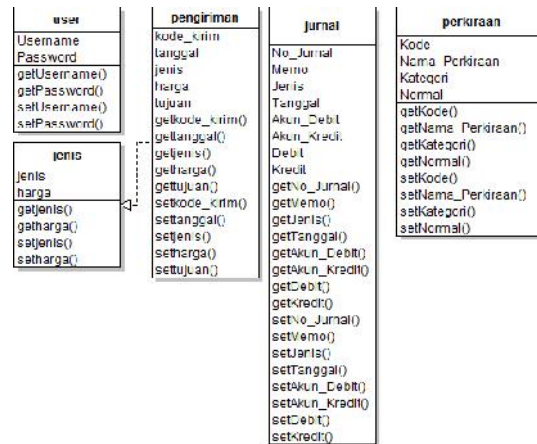 user
Username
Password
getUsername()
getPassword()
setUsername()
setPassword()
jenis
jenis
harga
getjenis()
getharga()
setjenis()
setharga()
pengiriman
kode_kirim
tanggal
jenis
harga
tujuan
getkode_kirim()
gettanggal()
getjenis()
getharga()
gettujuan()
setkode_kirim()
settanggal()
setjenis()
setharga()
settujuan()
jurnal
No_Jurnal
Memo
Jenis
Tanggal
Akun_Debit
Akun_Kredit
Debit
Kredit
getNo_Jurnal()
getMemo()
getJenis()
getTanggal()
getAkun_Debit()
getAkun_Kredit()
getDebit()
getKredit()
setNo_Jurnal()
setMemo()
setJenis()
setTanggal()
setAkun_Debit()
setAkun_Kredit()
setDebit()
setKredit()
perkiraan
Kode
Nama_Perkiraan
Kategori
Normal
getKode()
getNama_Perkiraan()
getKategori()
getNormal()
setKode()
setNama_Perkiraan()
setKategori()
setNormal()